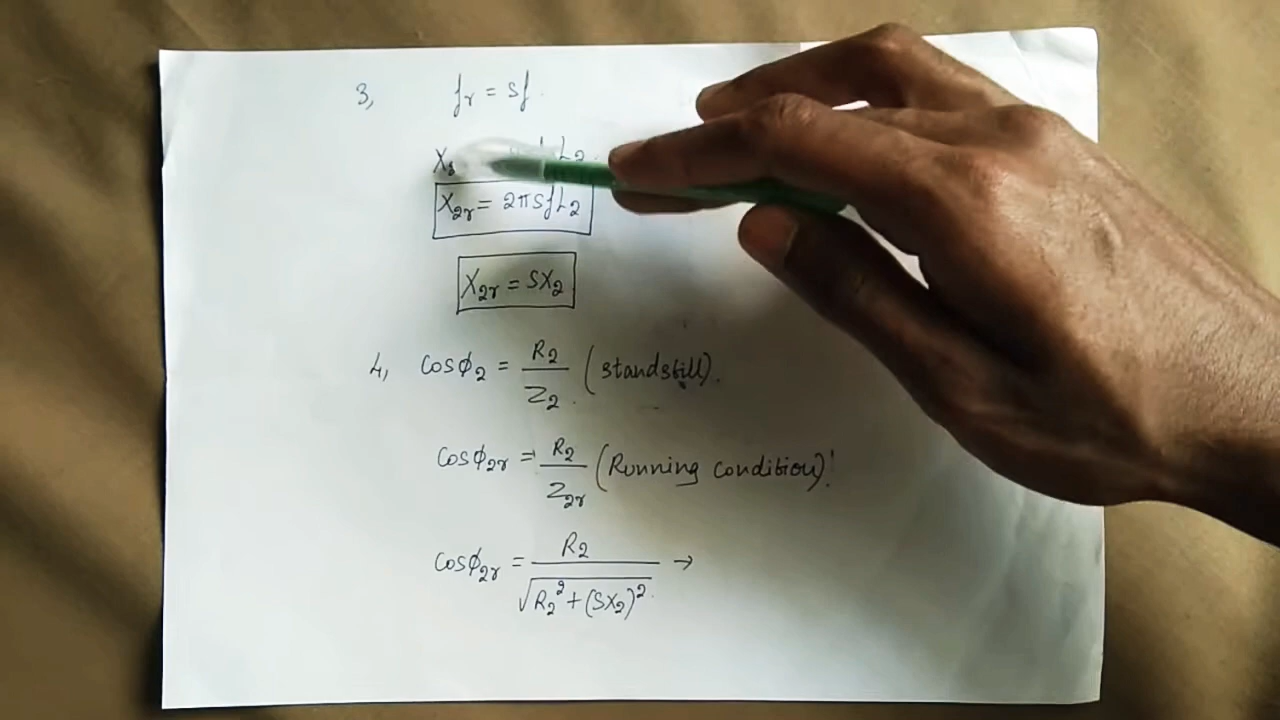 3, fr = sf.
L2.
X2r = 2πsfL2
X2r = SX2
4, cosϕ2 = R2/Z2 (standstill).
cosϕ2r = R2/Z2r (Running condition)!
cosϕ2r = R2/√R2²+(SX2)² →